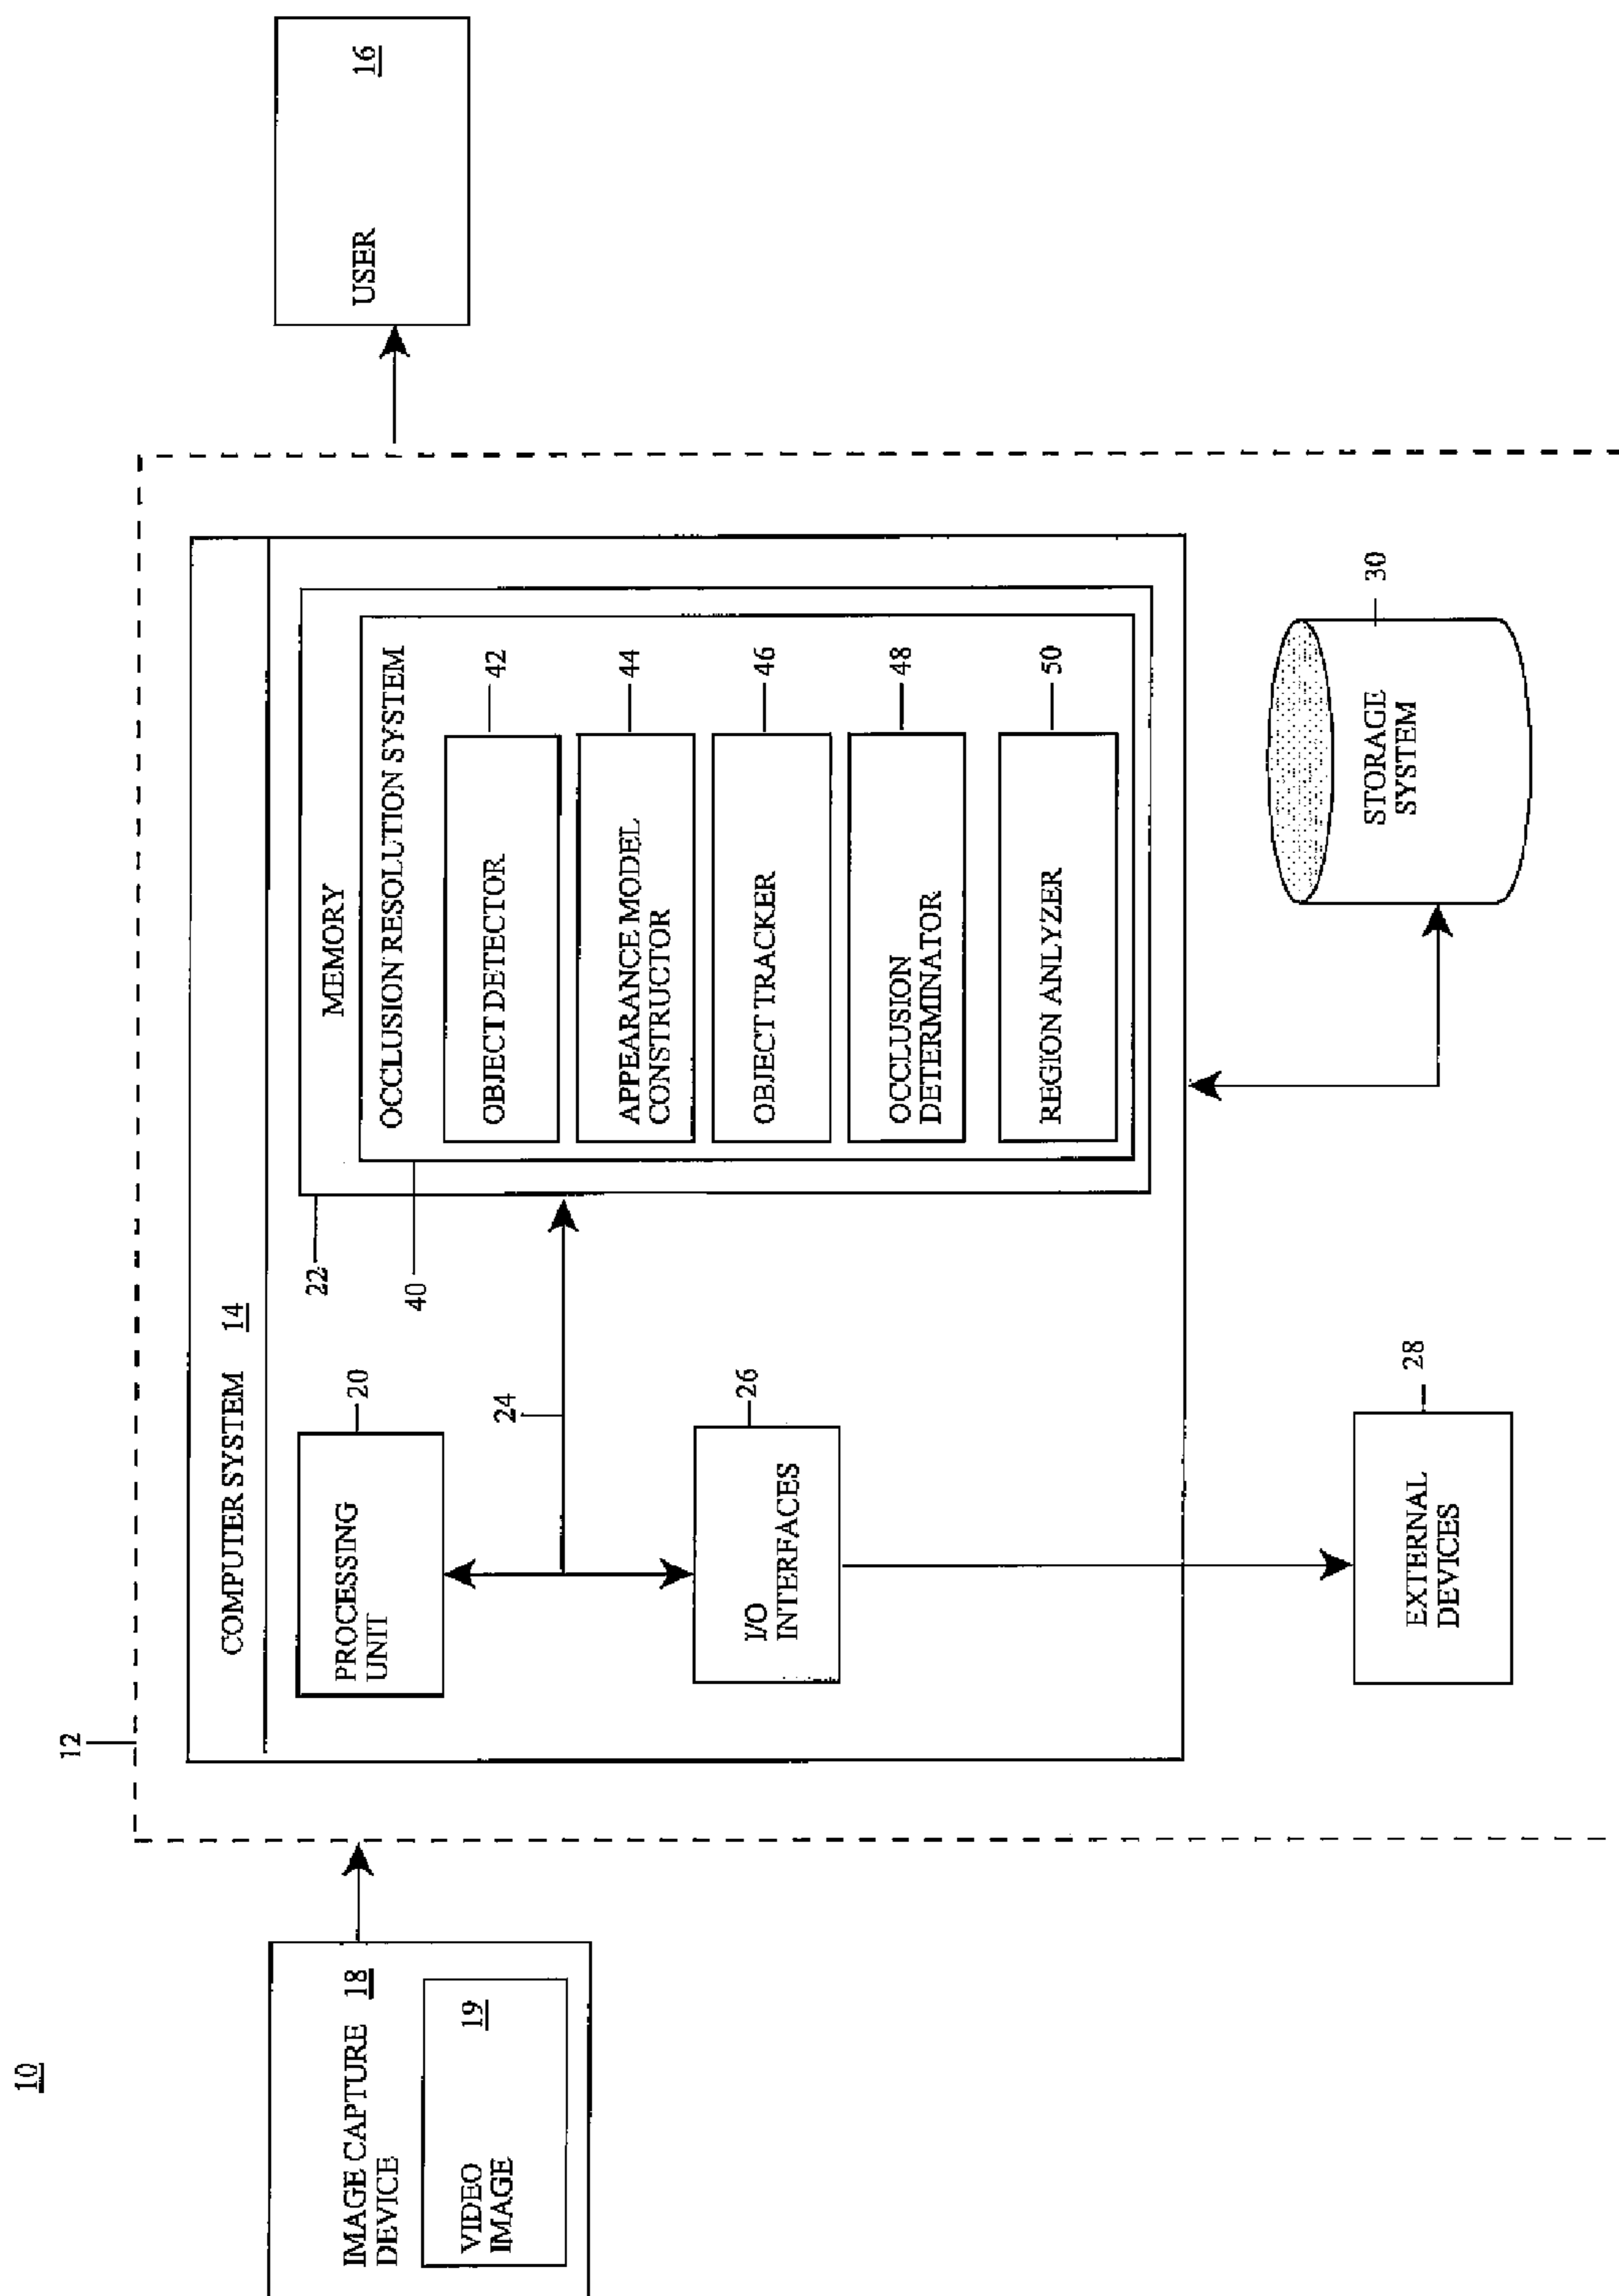 10
12
IMAGE CAPTURE 18
DEVICE
VIDEO 19
IMAGE
COMPUTER SYSTEM 14
PROCESSING
UNIT
20
24
I/O
INTERFACES
26
22
40
MEMORY
OCCLUSION RESOLUTION SYSTEM
OBJECT DETECTOR
42
APPEARANCE MODEL
CONSTRUCTOR
44
OBJECT TRACKER
46
OCCLUSION
DETERMINATOR
48
REGION ANLYZER
50
EXTERNAL
DEVICES
28
STORAGE
SYSTEM
30
USER 16